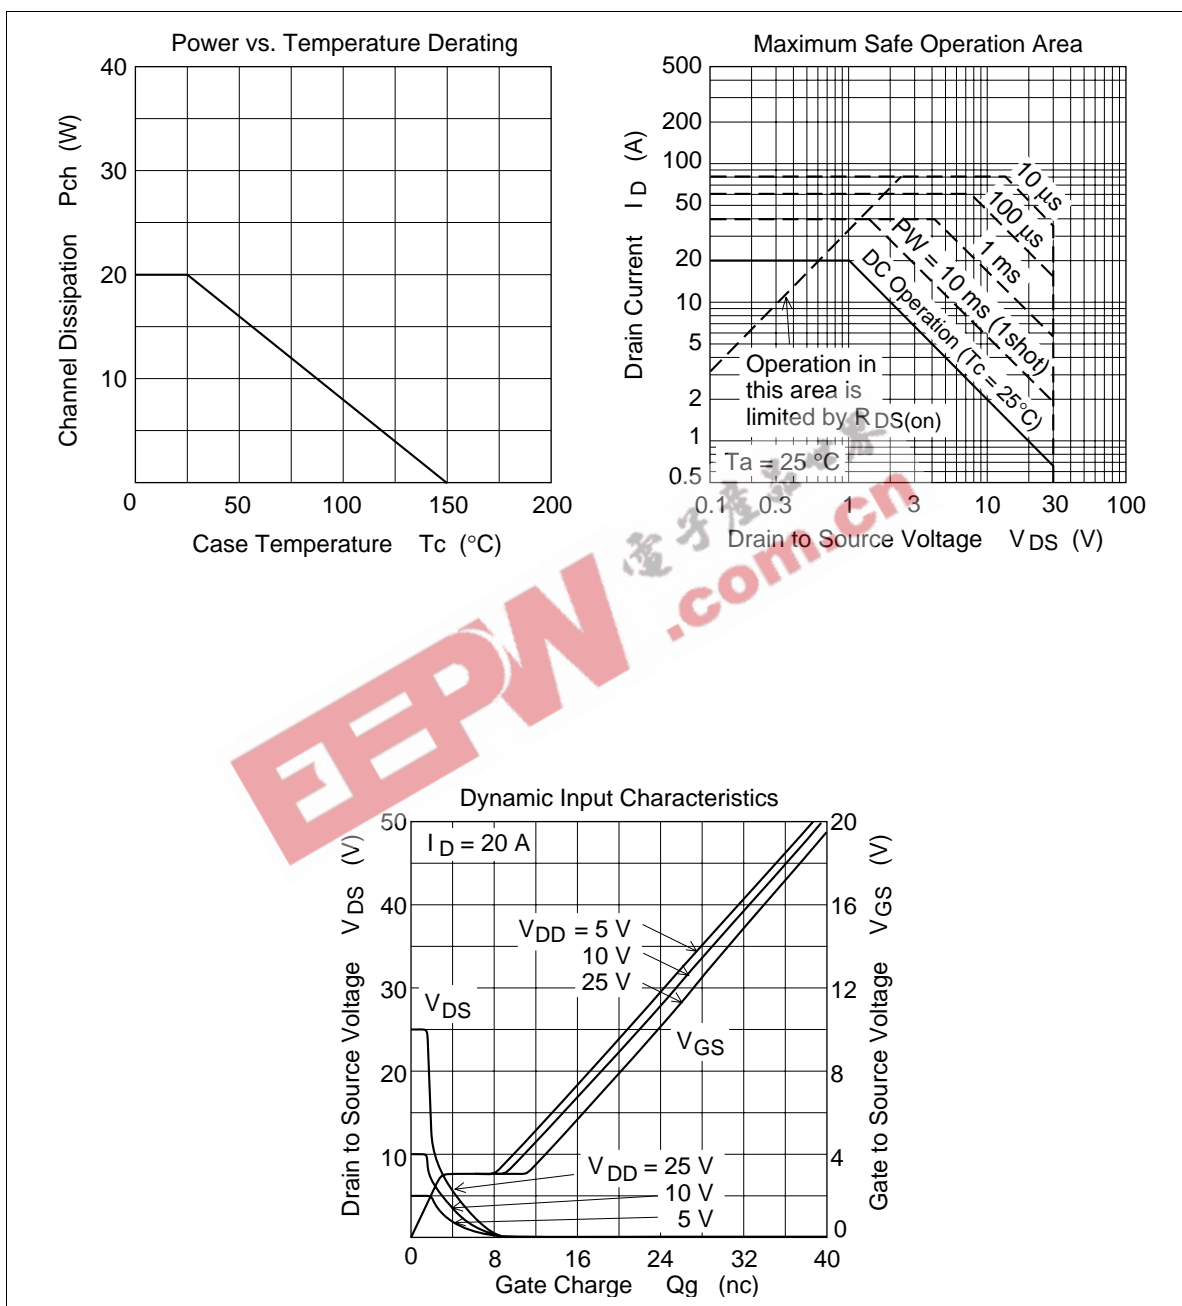 Power vs. Temperature Derating
40
30
20
10
0
50
100
150
200
Channel Dissipation Pch (W)
Case Temperature Tc (°C)
Maximum Safe Operation Area
500
200
100
50
20
10
5
2
1
0.5
0.1
0.3
1
3
10
30
100
Drain Current I D (A)
Drain to Source Voltage V DS (V)
10 µs
100 µs
1 ms
PW = 10 ms (1shot)
DC Operation (Tc = 25°C)
Operation in
this area is
limited by R DS(on)
Ta = 25 °C
電子產品世界
.com.cn
EEPW
Dynamic Input Characteristics
50
40
30
20
10
0
8
16
24
32
40
20
16
12
8
4
0
Drain to Source Voltage V DS (V)
Gate to Source Voltage V GS (V)
Gate Charge Qg (nc)
I D = 20 A
V DD = 5 V
10 V
25 V
V DS
V GS
V DD = 25 V
10 V
5 V